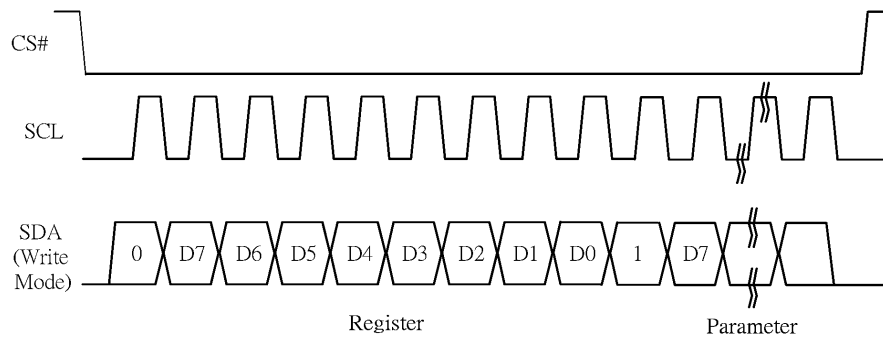 CS#
SCL
SDA
(Write
Mode)
0 D7 D6 D5 D4 D3 D2 D1 D0 1 D7
Register Parameter